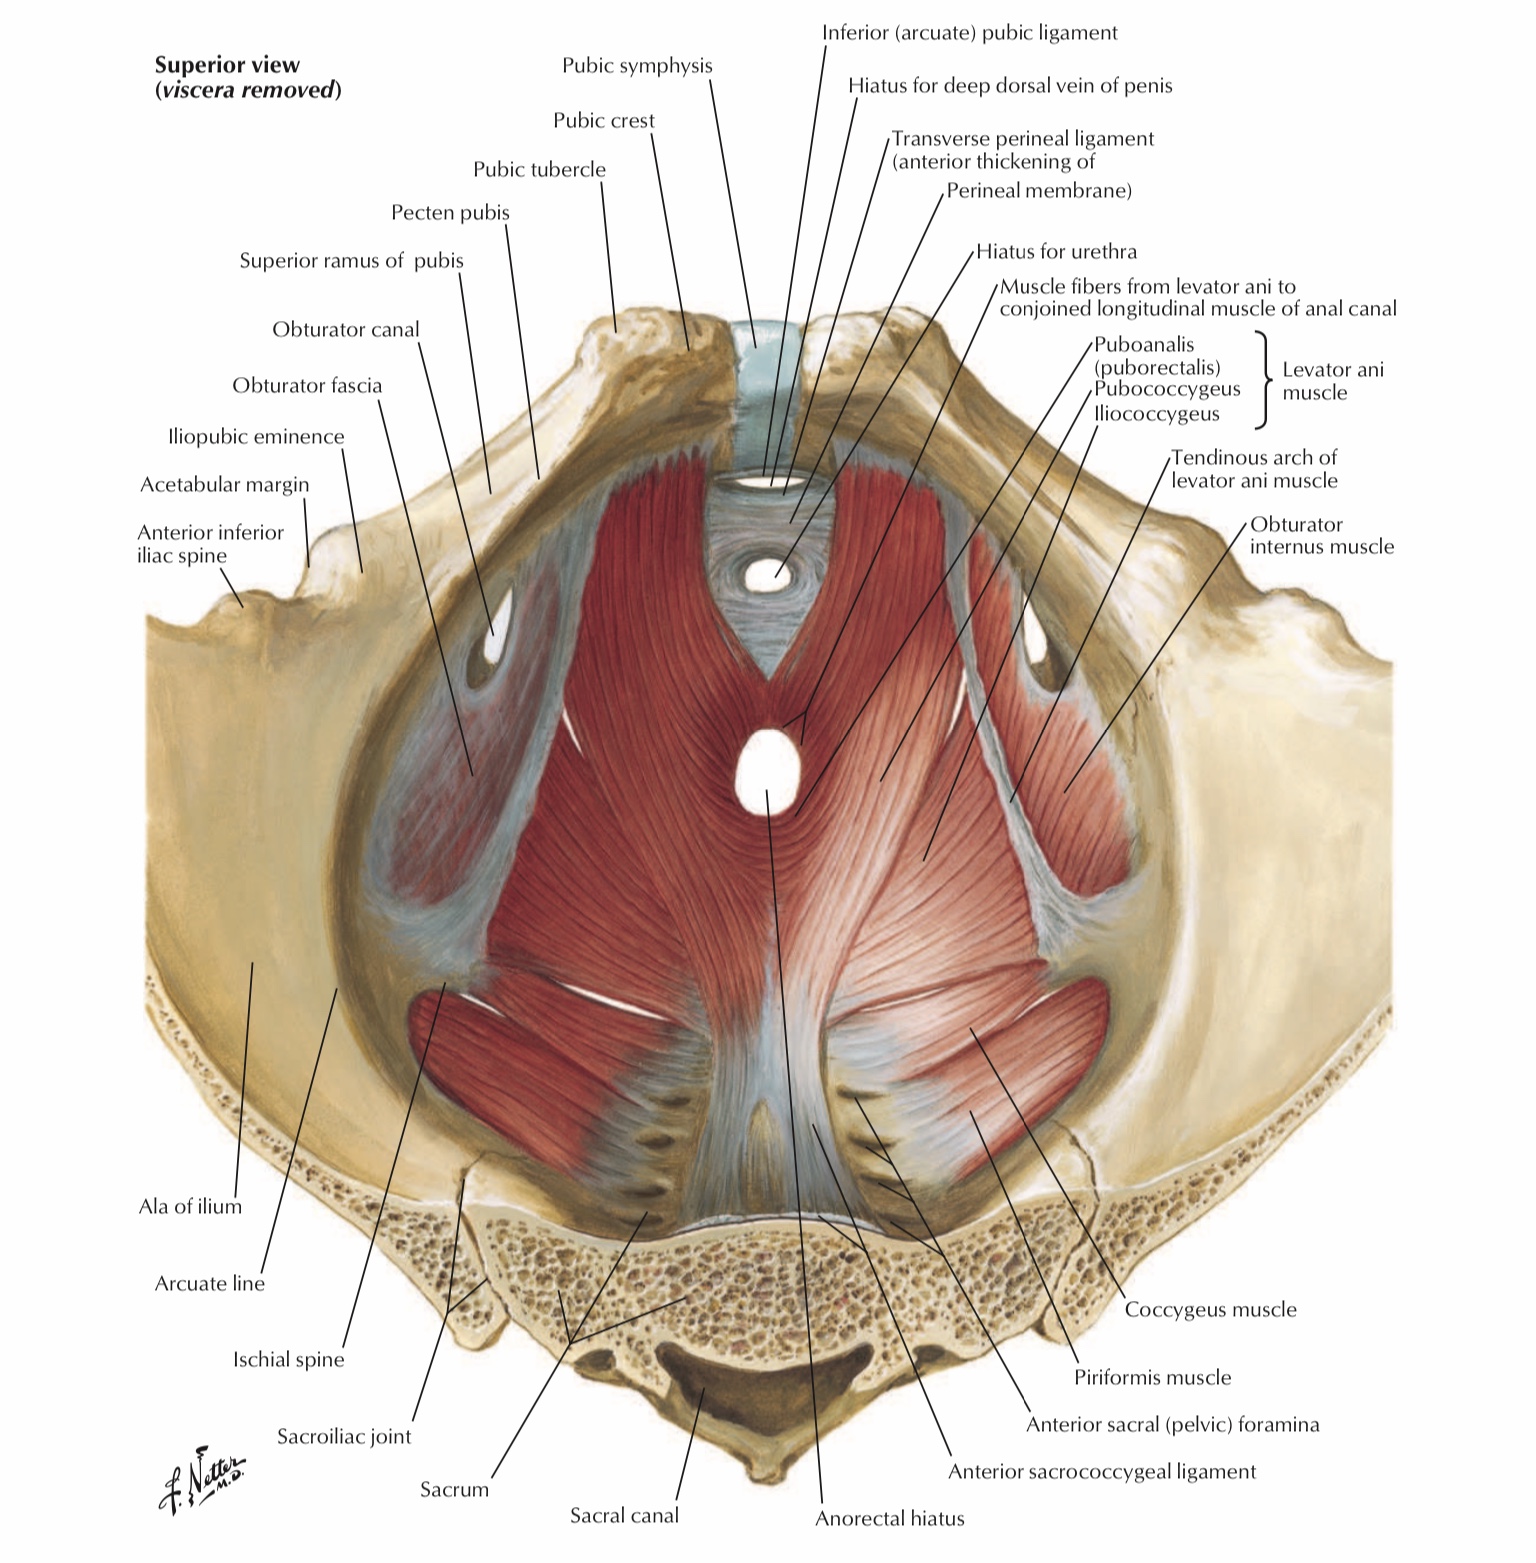 Superior view
(viscera removed)
Inferior (arcuate) pubic ligament
Pubic symphysis
Hiatus for deep dorsal vein of penis
Pubic crest
Transverse perineal ligament
(anterior thickening of
Perineal membrane)
Pubic tubercle
Pecten pubis
Hiatus for urethra
Superior ramus of pubis
Muscle fibers from levator ani to
conjoined longitudinal muscle of anal canal
Obturator canal
Puboanalis
(puborectalis)
Pubococcygeus
Iliococcygeus
Levator ani
muscle
Obturator fascia
Iliopubic eminence
Tendinous arch of
levator ani muscle
Acetabular margin
Obturator
internus muscle
Anterior inferior
iliac spine
Ala of ilium
Arcuate line
Coccygeus muscle
Ischial spine
Piriformis muscle
Anterior sacral (pelvic) foramina
Sacroiliac joint
Anterior sacrococcygeal ligament
Sacrum
Sacral canal
Anorectal hiatus
F. Netter
M.D.